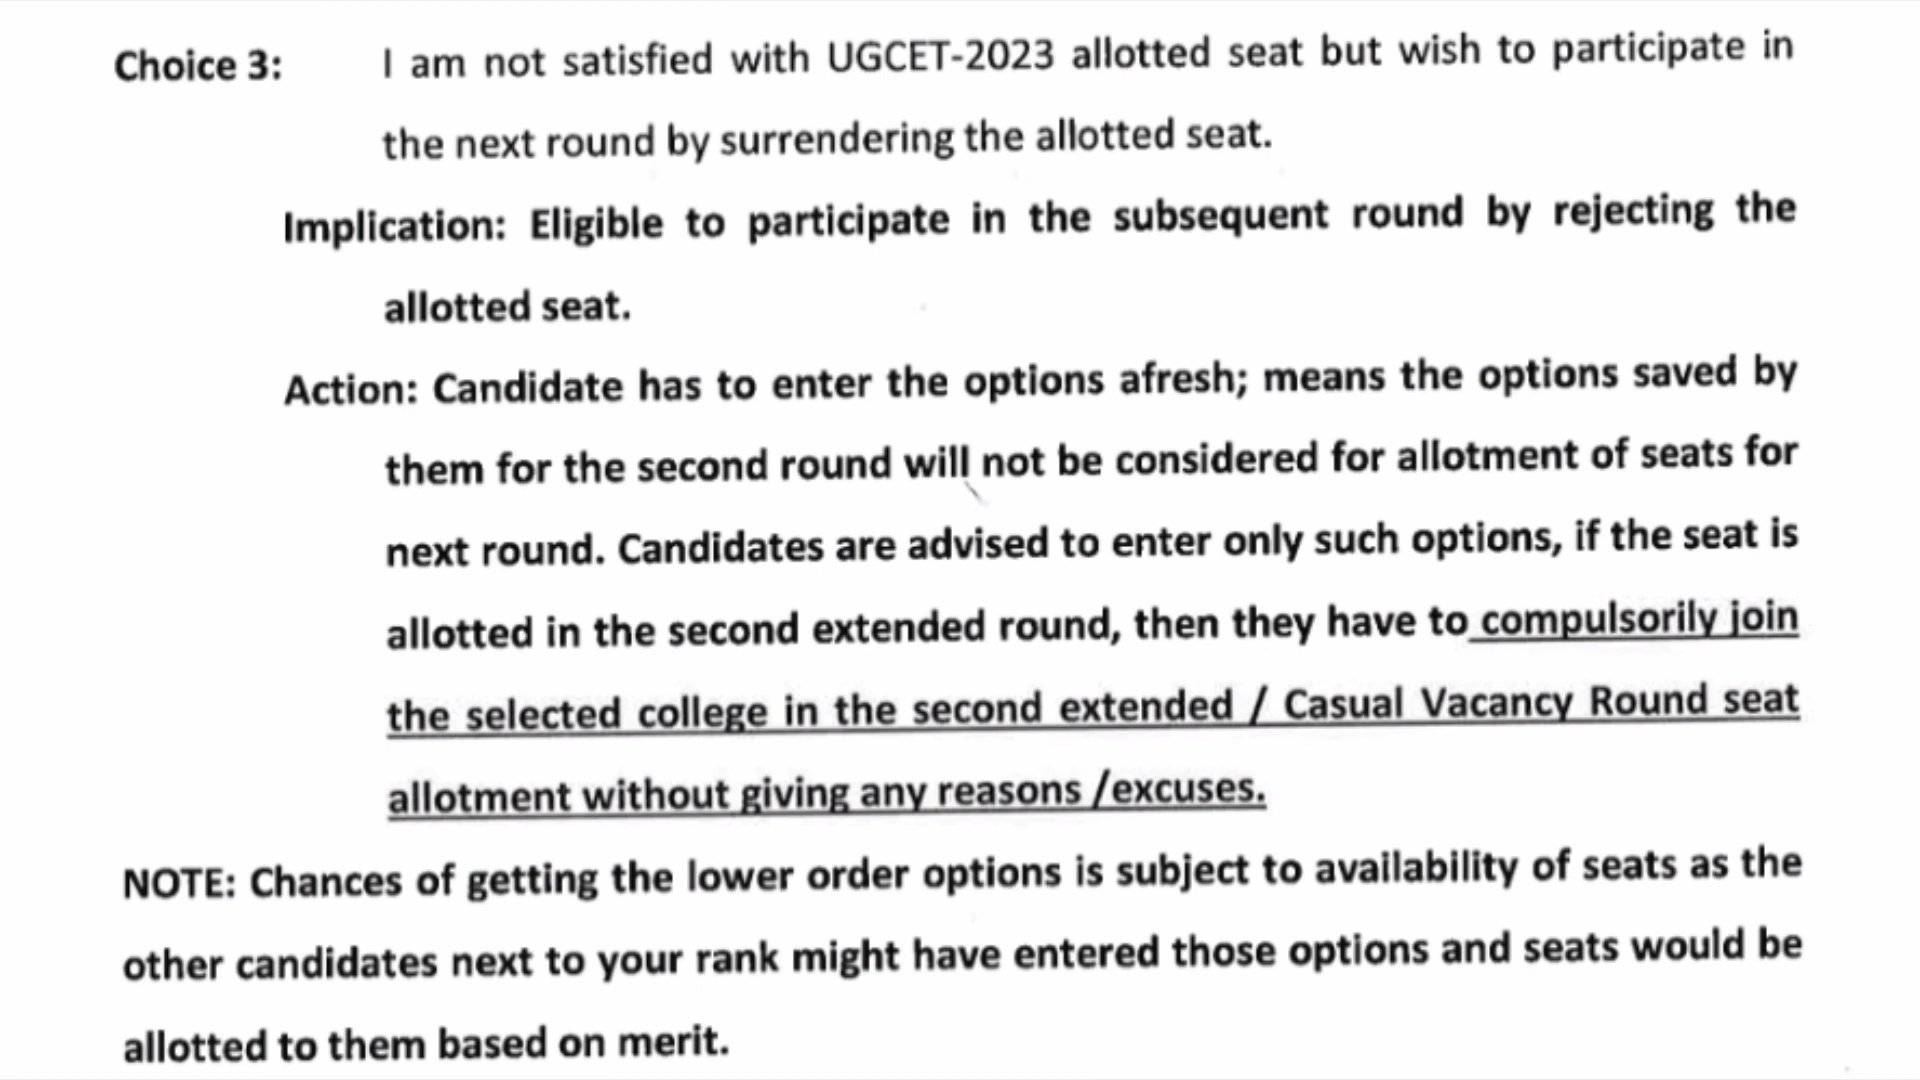 Choice 3: I am not satisfied with UGCET-2023 allotted seat but wish to participate in
the next round by surrendering the allotted seat.
Implication: Eligible to participate in the subsequent round by rejecting the
allotted seat.
Action: Candidate has to enter the options afresh; means the options saved by
them for the second round will not be considered for allotment of seats for
next round. Candidates are advised to enter only such options, if the seat is
allotted in the second extended round, then they have to compulsorily join
the selected college in the second extended / Casual Vacancy Round seat
allotment without giving any reasons /excuses.
NOTE: Chances of getting the lower order options is subject to availability of seats as the
other candidates next to your rank might have entered those options and seats would be
allotted to them based on merit.